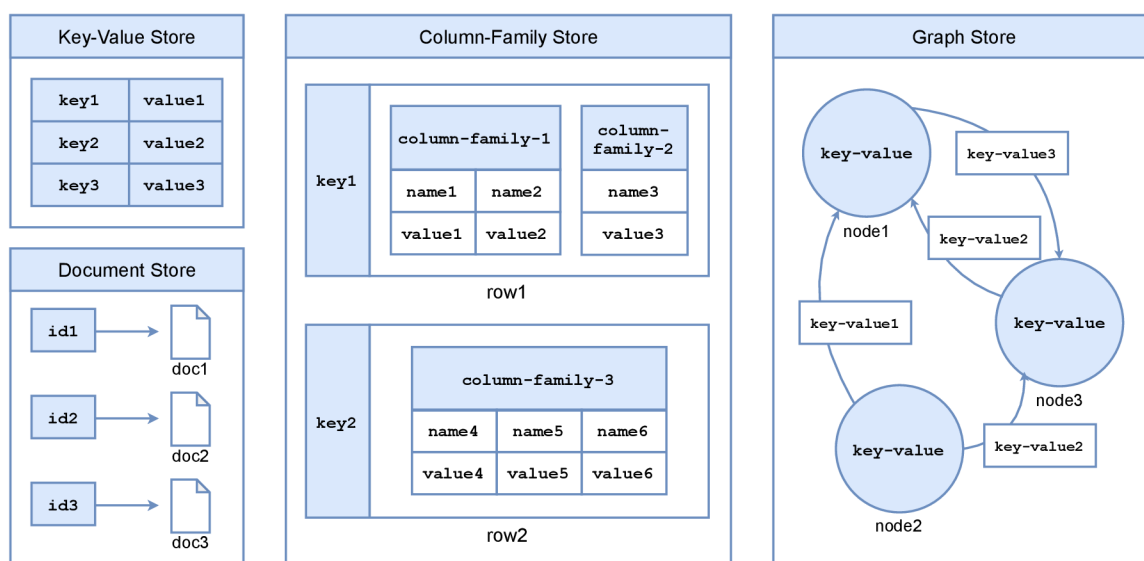 Key-Value Store
key1 value1
key2 value2
key3 value3
Document Store
id1
doc1
id2
doc2
id3
doc3
Column-Family Store
key1
column-family-1
name1 name2
value1 value2
column-
family-2
name3
value3
row1
key2
column-family-3
name4 name5 name6
value4 value5 value6
row2
Graph Store
key-value
node1
key-value3
key-value2
key-value1
key-value
node3
key-value
node2
key-value2